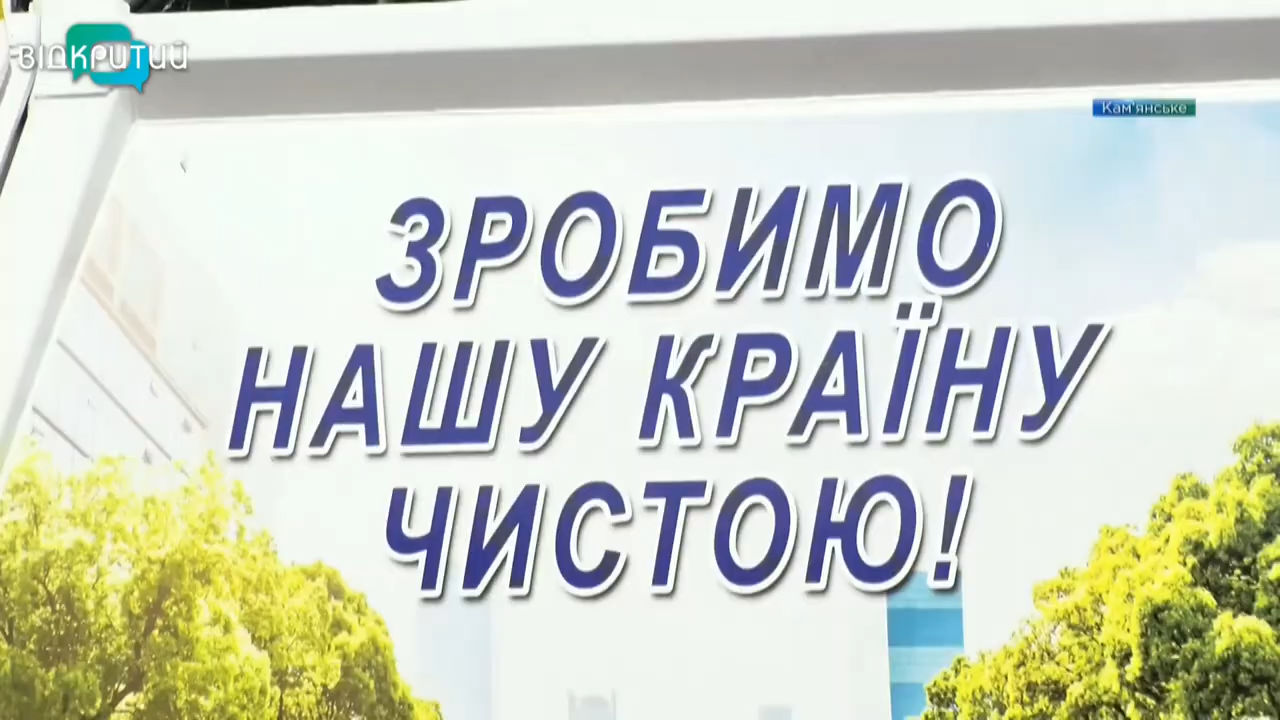 ВІДКРИТИЙ
Кам'янське
ЗРОБИМО
НАШУ КРАЇНУ
ЧИСТОЮ!